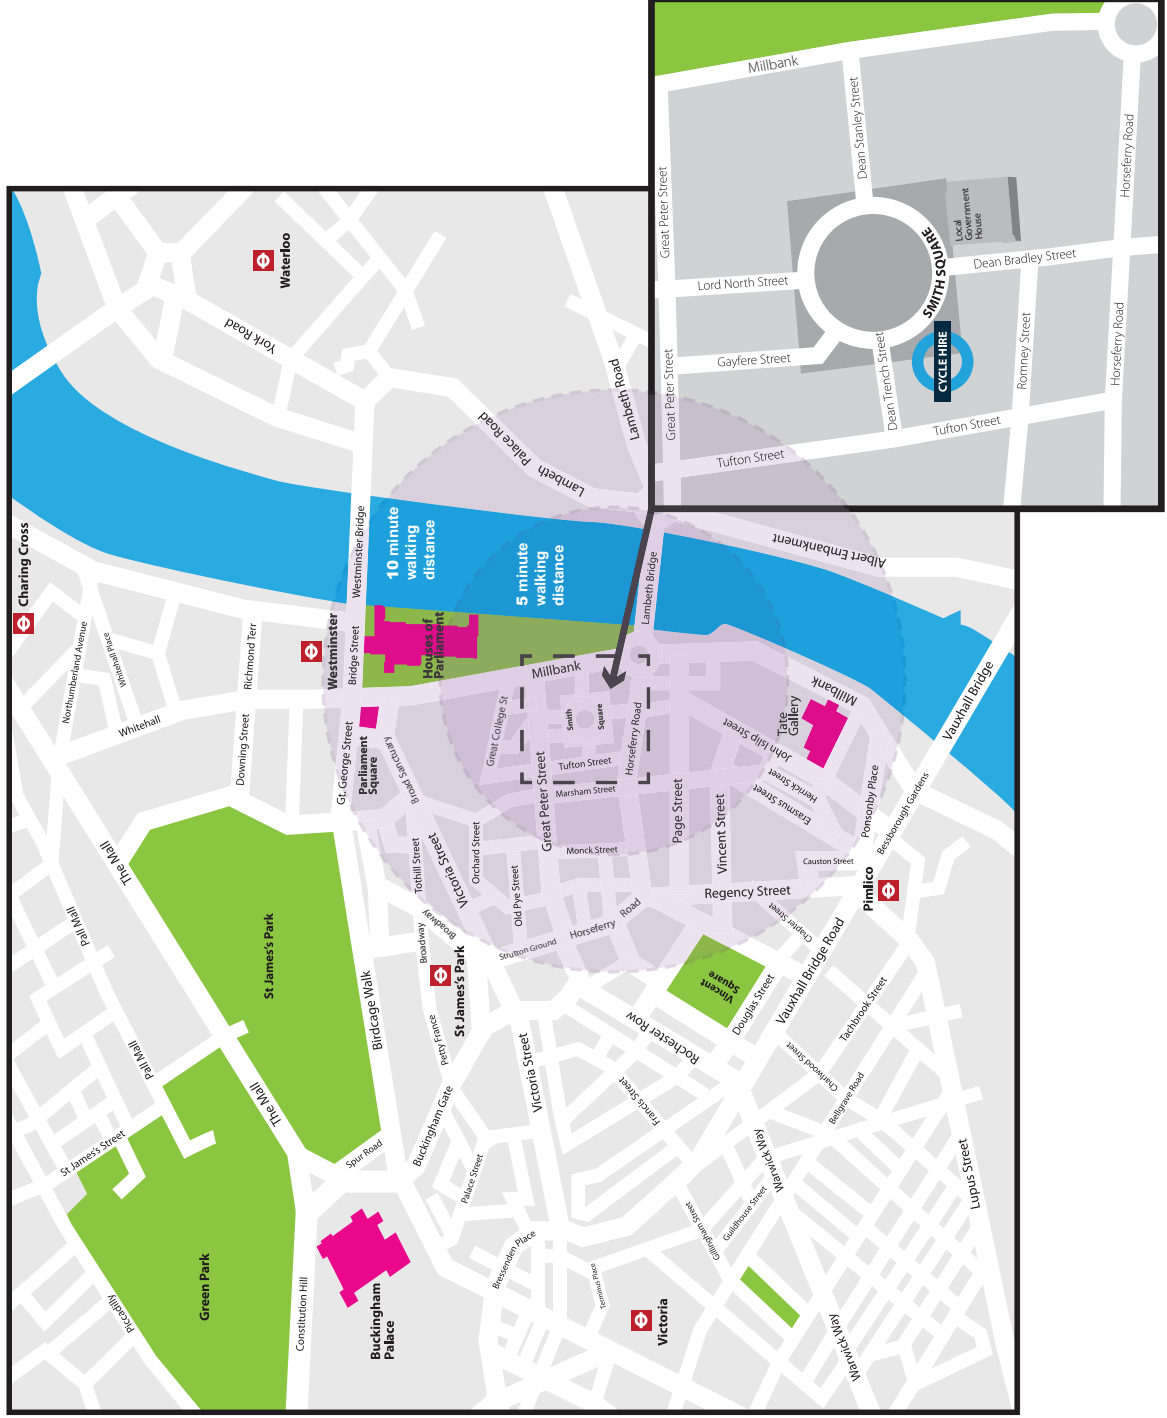 Millbank
Dean Stanley Street
Great Peter Street
Horseferry Road
Local
Government
House
Lord North Street
SMITH SQUARE
Dean Bradley Street
CYCLE HIRE
Gayfere Street
Dean Trench Street
Romney Street
Horseferry Road
Great Peter Street
Tufton Street
Tufton Street
Waterloo
York Road
Lambeth Road
Lambeth
Palace Road
Charing Cross
Westminster Bridge
10 minute
walking
distance
5 minute
walking
distance
Lambeth Bridge
Albert Embankment
Northumberland Avenue
Whitehall Place
Richmond Terr
Westminster
Bridge Street
Houses of
Parliament
Millbank
Millbank
Vauxhall Bridge
Whitehall
Downing Street
Gt. George Street
Parliament
Square
Broad Sanctuary
Great College St
Smith
Square
Horseferry Road
Tufton Street
John Islip Street
Tate
Gallery
Marsham Street
Great Peter Street
Herrick Street
Erasmus Street
Ponsonby Place
Bessborough Gardens
The Mall
Pall Mall
Tothill Street
Victoria Street
Orchard Street
Old Pye Street
Monck Street
Page Street
Vincent Street
Causton Street
Pimlico
Regency Street
St James's Park
Broadway
Broadway
Strutton Ground
Horseferry
Road
Chapter Street
Vauxhall Bridge Road
Birdcage Walk
St James's Park
Petty France
Victoria Street
Vincent
Square
Douglas Street
Rochester Row
Tachbrook Street
Charlwood Street
Bellgrave Road
Pall Mall
The Mall
St James's Street
Spur Road
Buckingham Gate
Palace Street
Francis Street
Warwick Way
Lupus Street
Guildhouse Street
Gillingham Street
Green Park
Piccadilly
Constitution Hill
Buckingham
Palace
Bressenden Place
Terminus Place
Victoria
Warwick Way